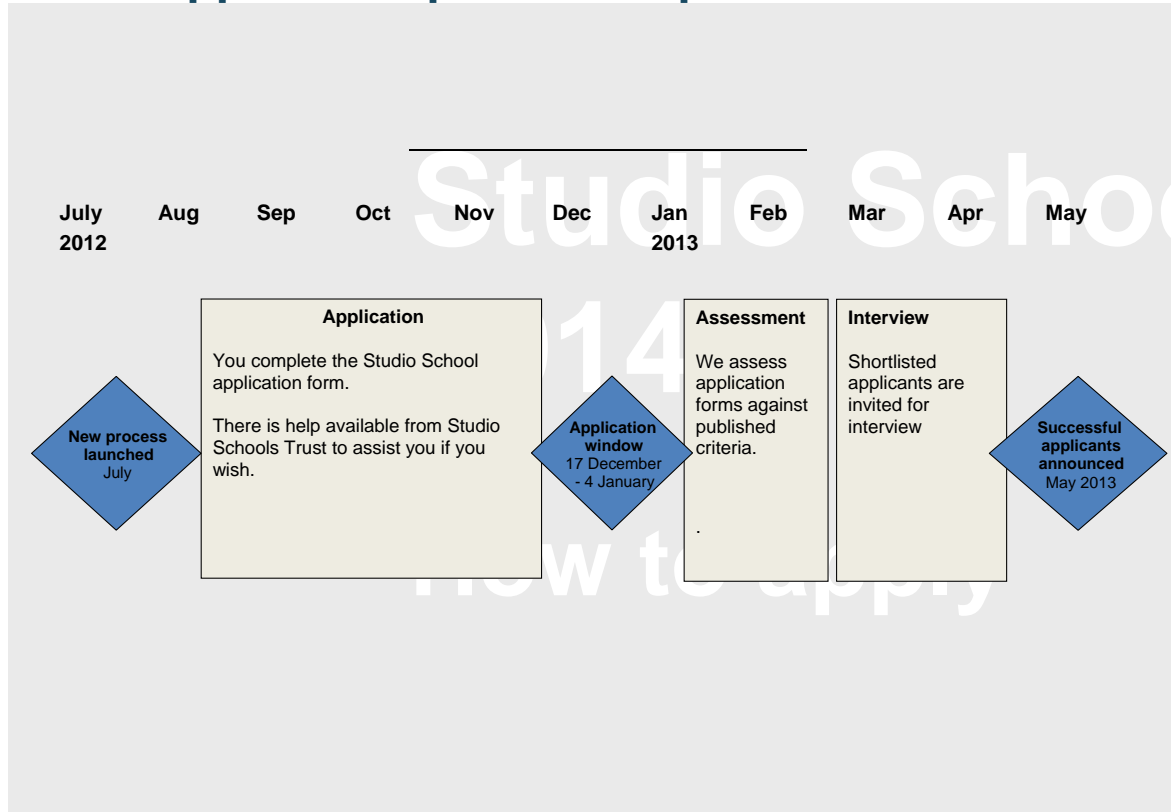 Studio Schoo
014
How to apply
July Aug Sep Oct Nov Dec Jan Feb Mar Apr May
2012 2013
New process
launched
July
Application
You complete the Studio School
application form.
There is help available from Studio
Schools Trust to assist you if you
wish.
Application
window
17 December
- 4 January
Assessment
We assess
application
forms against
published
criteria.
.
Interview
Shortlisted
applicants are
invited for
interview
Successful
applicants
announced
May 2013